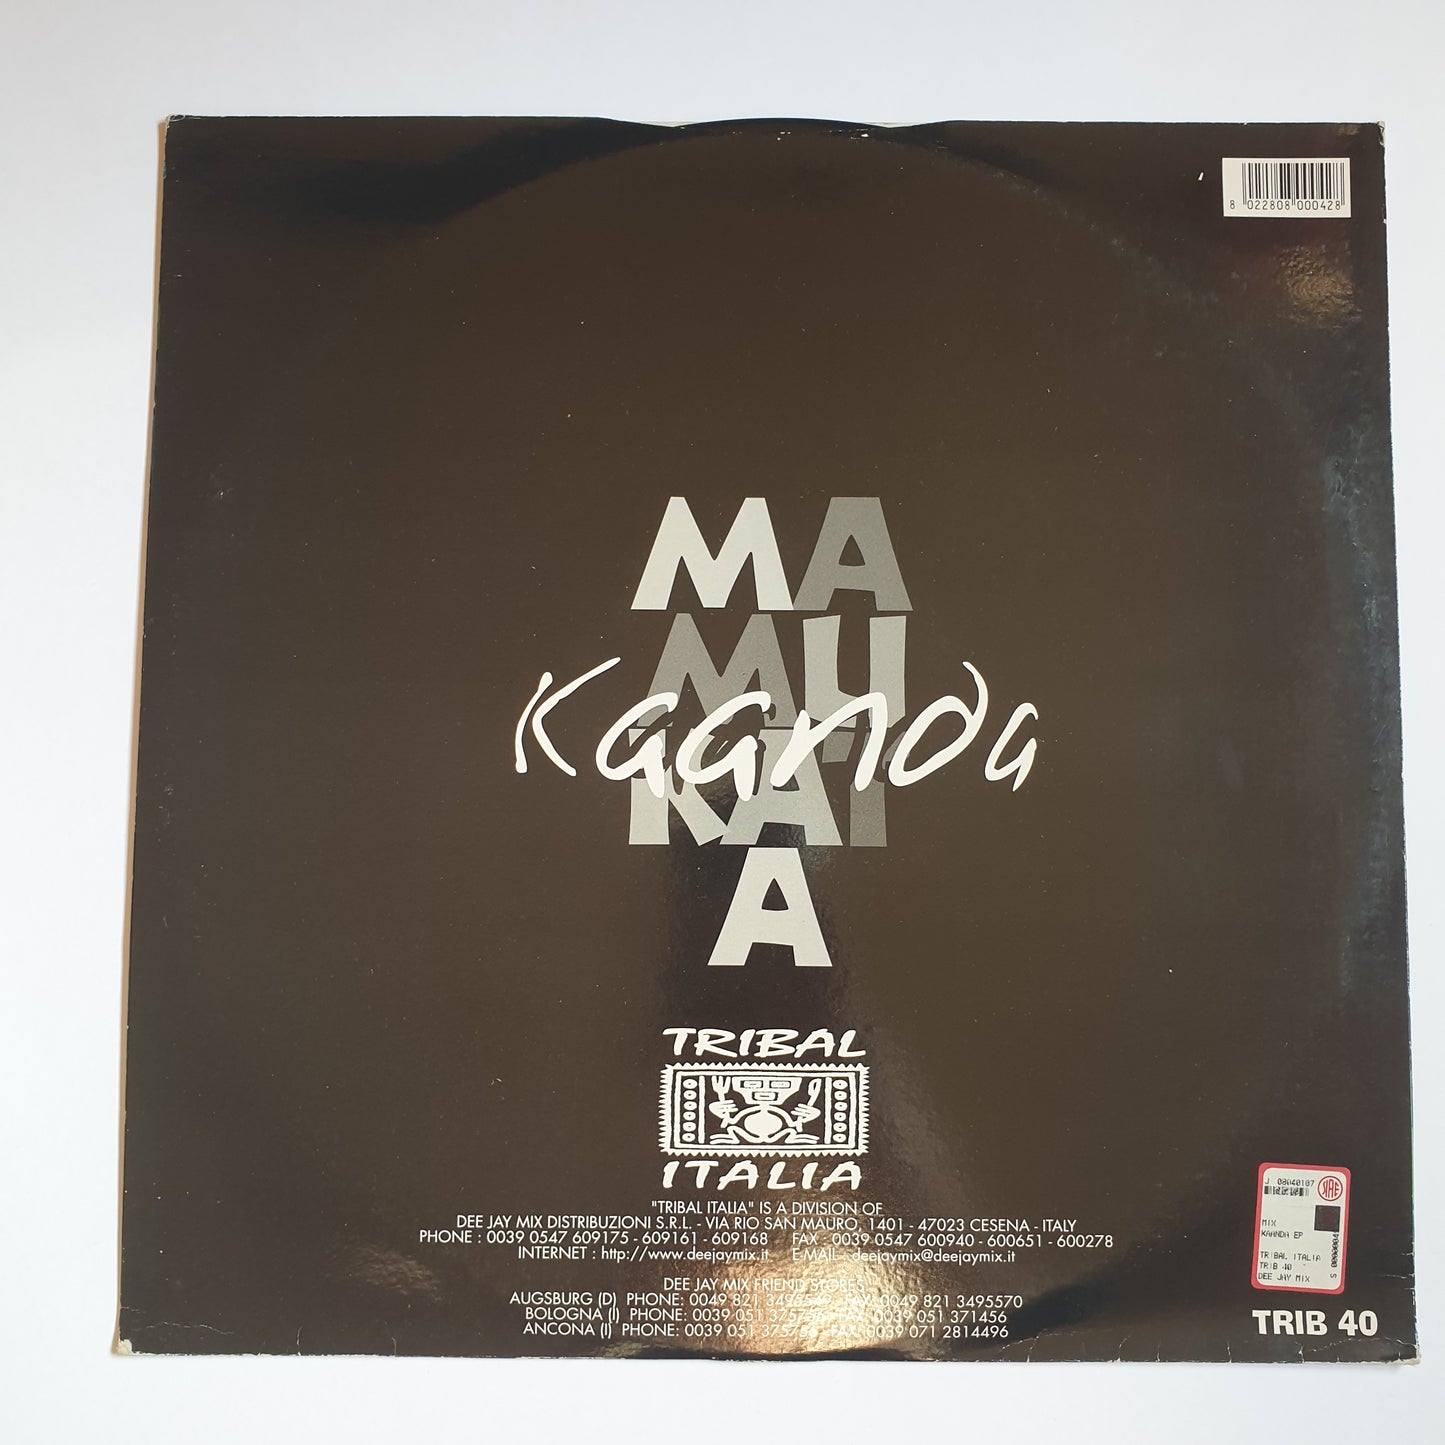 8 022808 000428
MA
MU
Kaanda
KAT
A
TRIBAL
ITALIA
"TRIBAL ITALIA" IS A DIVISION OF
DEE JAY MIX DISTRIBUZIONI S.R.L. - VIA RIO SAN MAURO, 1401 - 47023 CESENA - ITALY
PHONE : 0039 0547 609175 - 609161 - 609168 FAX : 0039 0547 600940 - 600651 - 600278
INTERNET : http://www.deejaymix.it E-MAIL : deejaymix@deejaymix.it
DEE JAY MIX FRIEND STORES
AUGSBURG (D) PHONE: 0049 821 FAX: 0049 821 3495570
BOLOGNA (I) PHONE: 0039 051 FAX: 0039 051 371456
ANCONA (I) PHONE: 0039 051 FAX: 0039 071 2814496
J 08040107
MIX
KAANDA EP
TRIBAL ITALIA
TRIB 40 "
DEE JAY MIX
TRIB 40